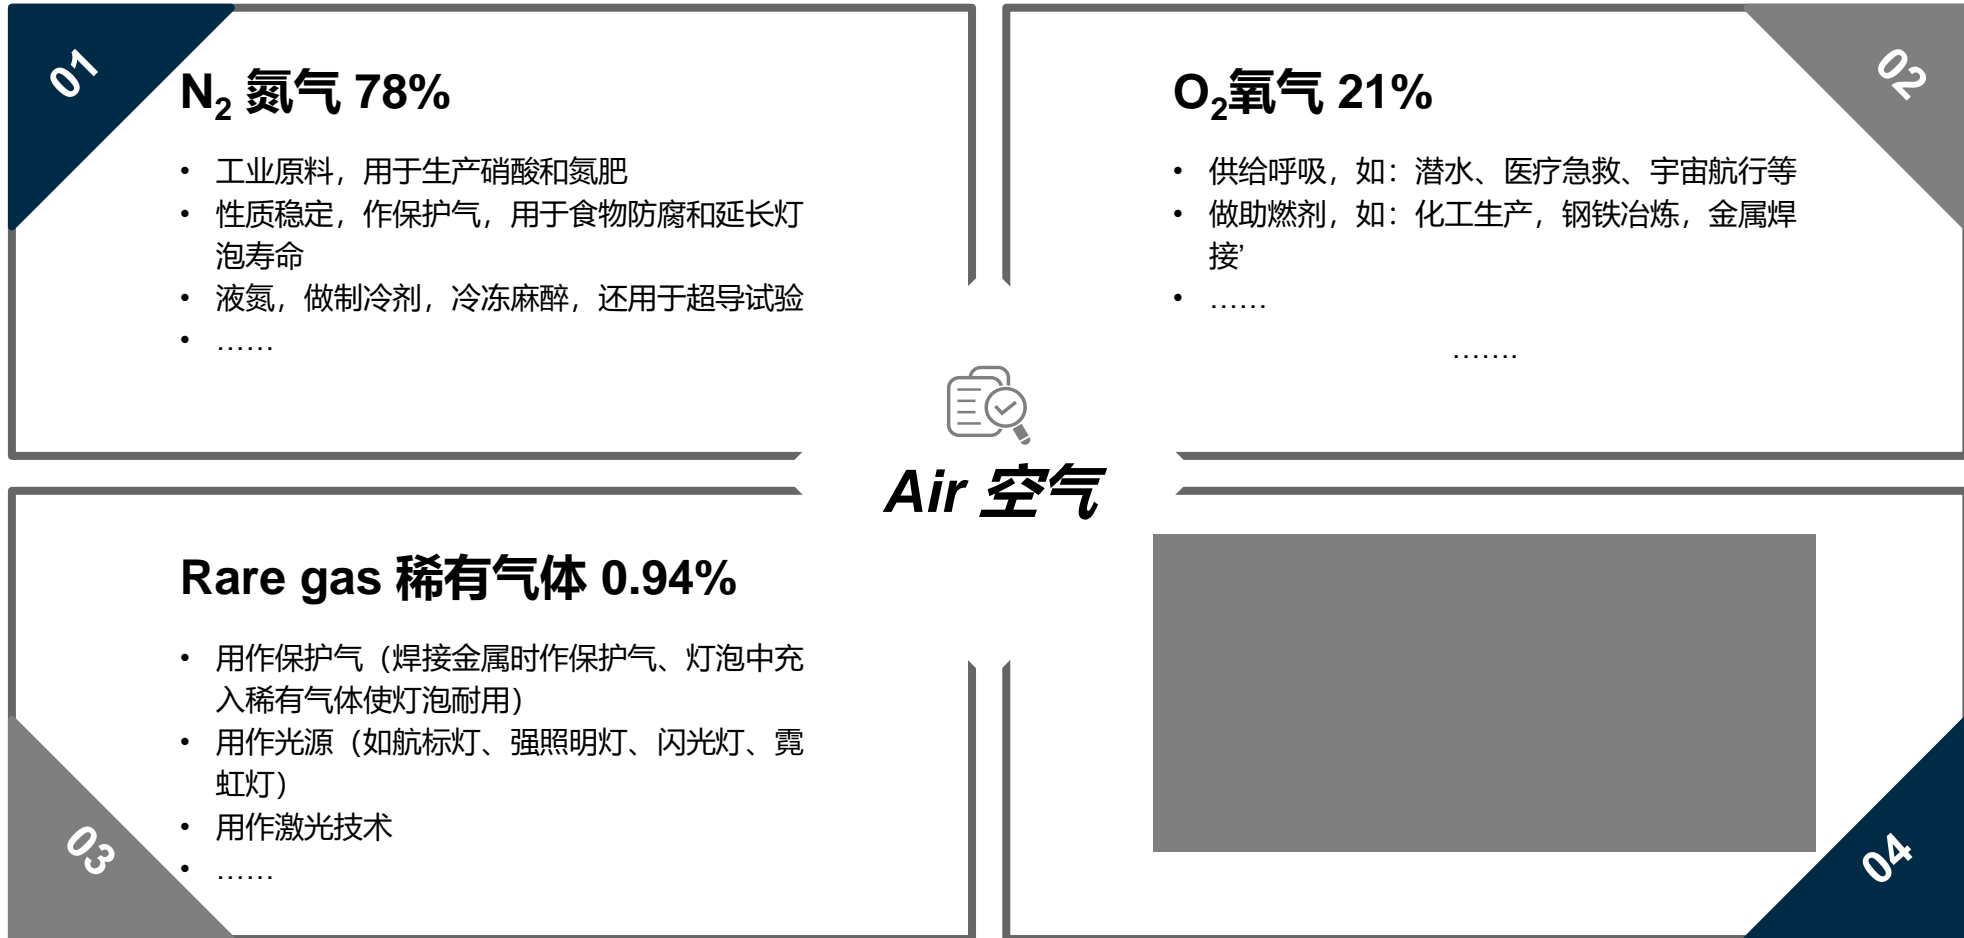 01
N₂ 氮气 78%
• 工业原料，用于生产硝酸和氮肥
• 性质稳定，作保护气，用于食物防腐和延长灯
泡寿命
• 液氮，做制冷剂，冷冻麻醉，还用于超导试验
• ……
02
O₂氧气 21%
• 供给呼吸，如：潜水、医疗急救、宇宙航行等
• 做助燃剂，如：化工生产，钢铁冶炼，金属焊
接’
• ……
…….
Air 空气
Rare gas 稀有气体 0.94%
• 用作保护气（焊接金属时作保护气、灯泡中充
入稀有气体使灯泡耐用）
• 用作光源（如航标灯、强照明灯、闪光灯、霓
虹灯）
• 用作激光技术
• ……
03
04